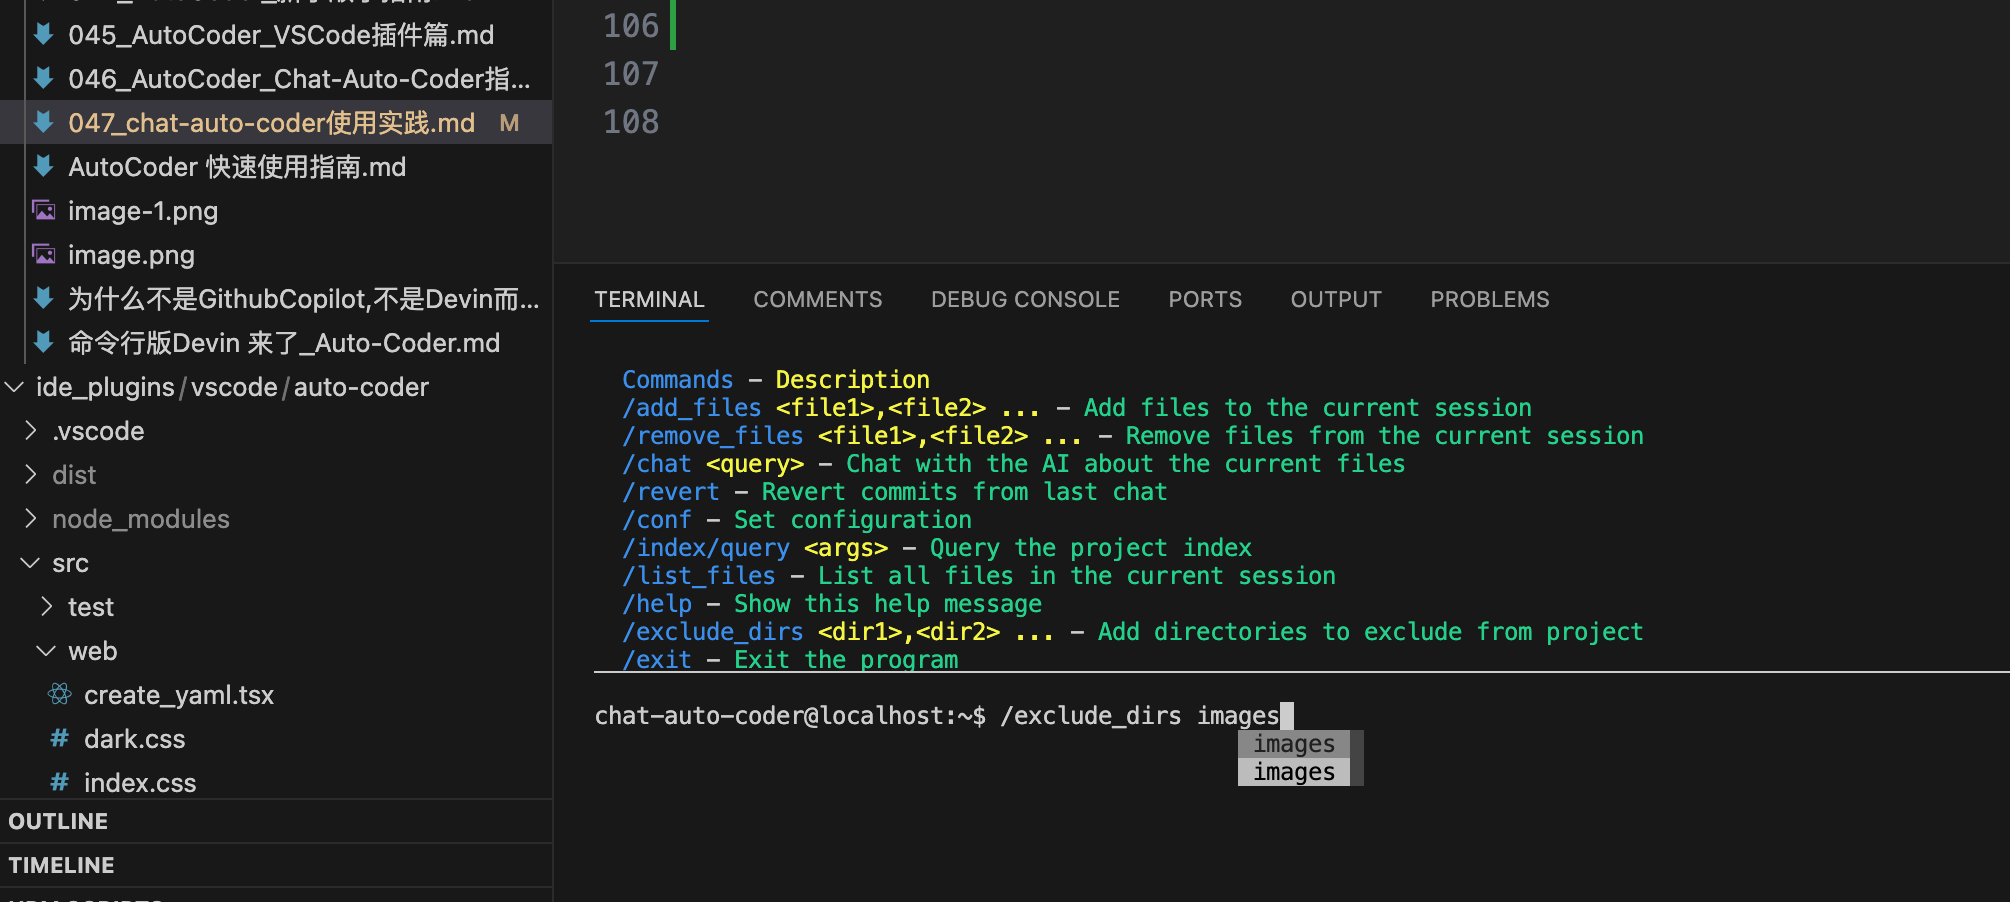 045_AutoCoder_VSCode插件篇.md
046_AutoCoder_Chat-Auto-Coder指...
047_chat-auto-coder使用实践.md M
AutoCoder 快速使用指南.md
image-1.png
image.png
为什么不是GithubCopilot,不是Devin而...
命令行版Devin 来了_Auto-Coder.md
ide_plugins/vscode/auto-coder
.vscode
dist
node_modules
src
test
web
create_yaml.tsx
dark.css
index.css
OUTLINE
TIMELINE
106
107
108
TERMINAL COMMENTS DEBUG CONSOLE PORTS OUTPUT PROBLEMS
Commands - Description
/add_files <file1>,<file2> ... - Add files to the current session
/remove_files <file1>,<file2> ... - Remove files from the current session
/chat <query> - Chat with the AI about the current files
/revert - Revert commits from last chat
/conf - Set configuration
/index/query <args> - Query the project index
/list_files - List all files in the current session
/help - Show this help message
/exclude_dirs <dir1>,<dir2> ... - Add directories to exclude from project
/exit - Exit the program
chat-auto-coder@localhost:~$ /exclude_dirs images
images
images